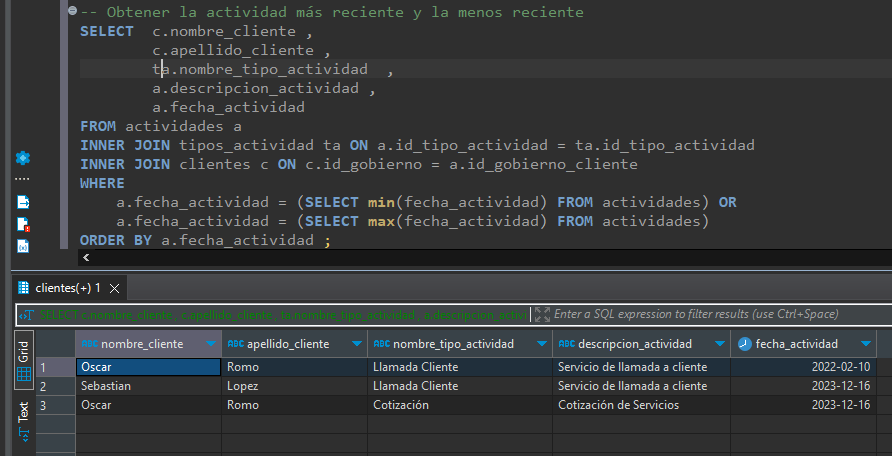 -- Obtener la actividad más reciente y la menos reciente
SELECT c.nombre_cliente ,
c.apellido_cliente ,
ta.nombre_tipo_actividad ,
a.descripcion_actividad ,
a.fecha_actividad
FROM actividades a
INNER JOIN tipos_actividad ta ON a.id_tipo_actividad = ta.id_tipo_actividad
INNER JOIN clientes c ON c.id_gobierno = a.id_gobierno_cliente
WHERE
a.fecha_actividad = (SELECT min(fecha_actividad) FROM actividades) OR
a.fecha_actividad = (SELECT max(fecha_actividad) FROM actividades)
ORDER BY a.fecha_actividad ;
clientes(+) 1
SELECT c.nombre_cliente , c.apellido_cliente , ta.nombre_tipo_actividad , a.descripcion_activi Enter a SQL expression to filter results (use Ctrl+Space)
Grid
Text
nombre_cliente apellido_cliente nombre_tipo_actividad descripcion_actividad fecha_actividad
1 Oscar Romo Llamada Cliente Servicio de llamada a cliente 2022-02-10
2 Sebastian Lopez Llamada Cliente Servicio de llamada a cliente 2023-12-16
3 Oscar Romo Cotización Cotización de Servicios 2023-12-16